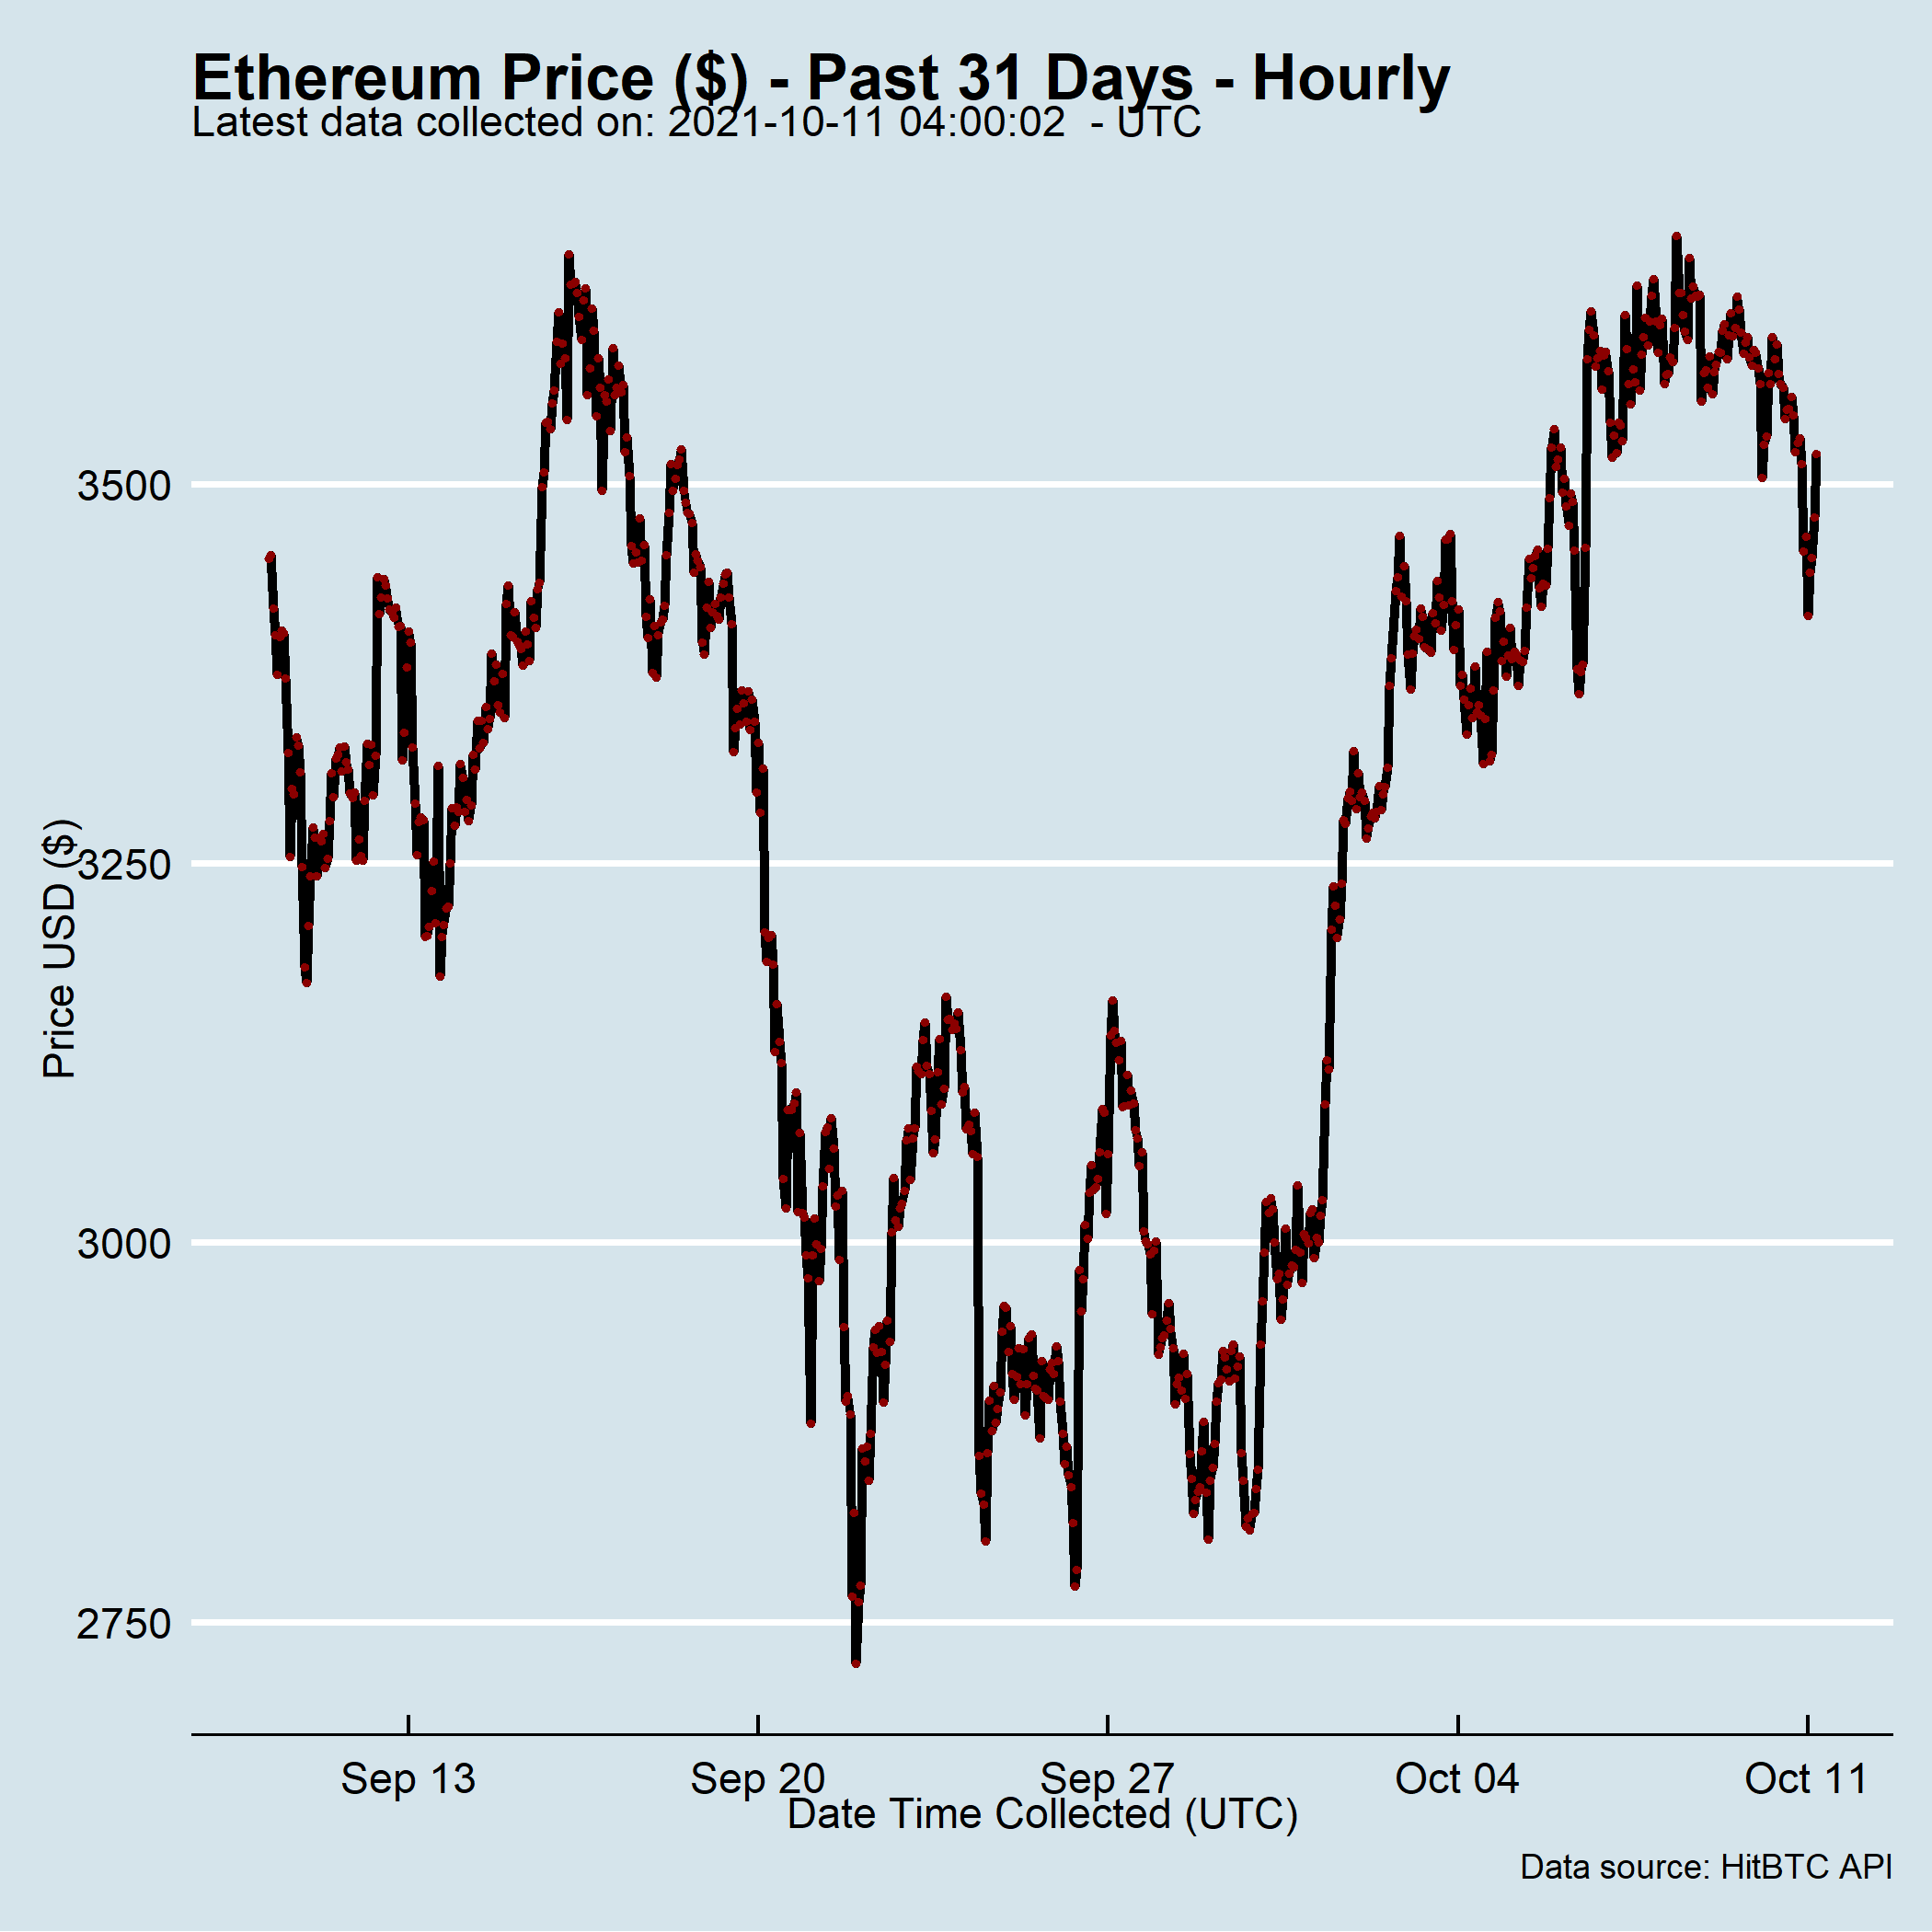 Ethereum Price ($) - Past 31 Days - Hourly
Latest data collected on: 2021-10-11 04:00:02  - UTC
Price USD ($)
3500
3250
3000
2750
Sep 13 Sep 20 Sep 27 Oct 04 Oct 11
Date Time Collected (UTC)
Data source: HitBTC API